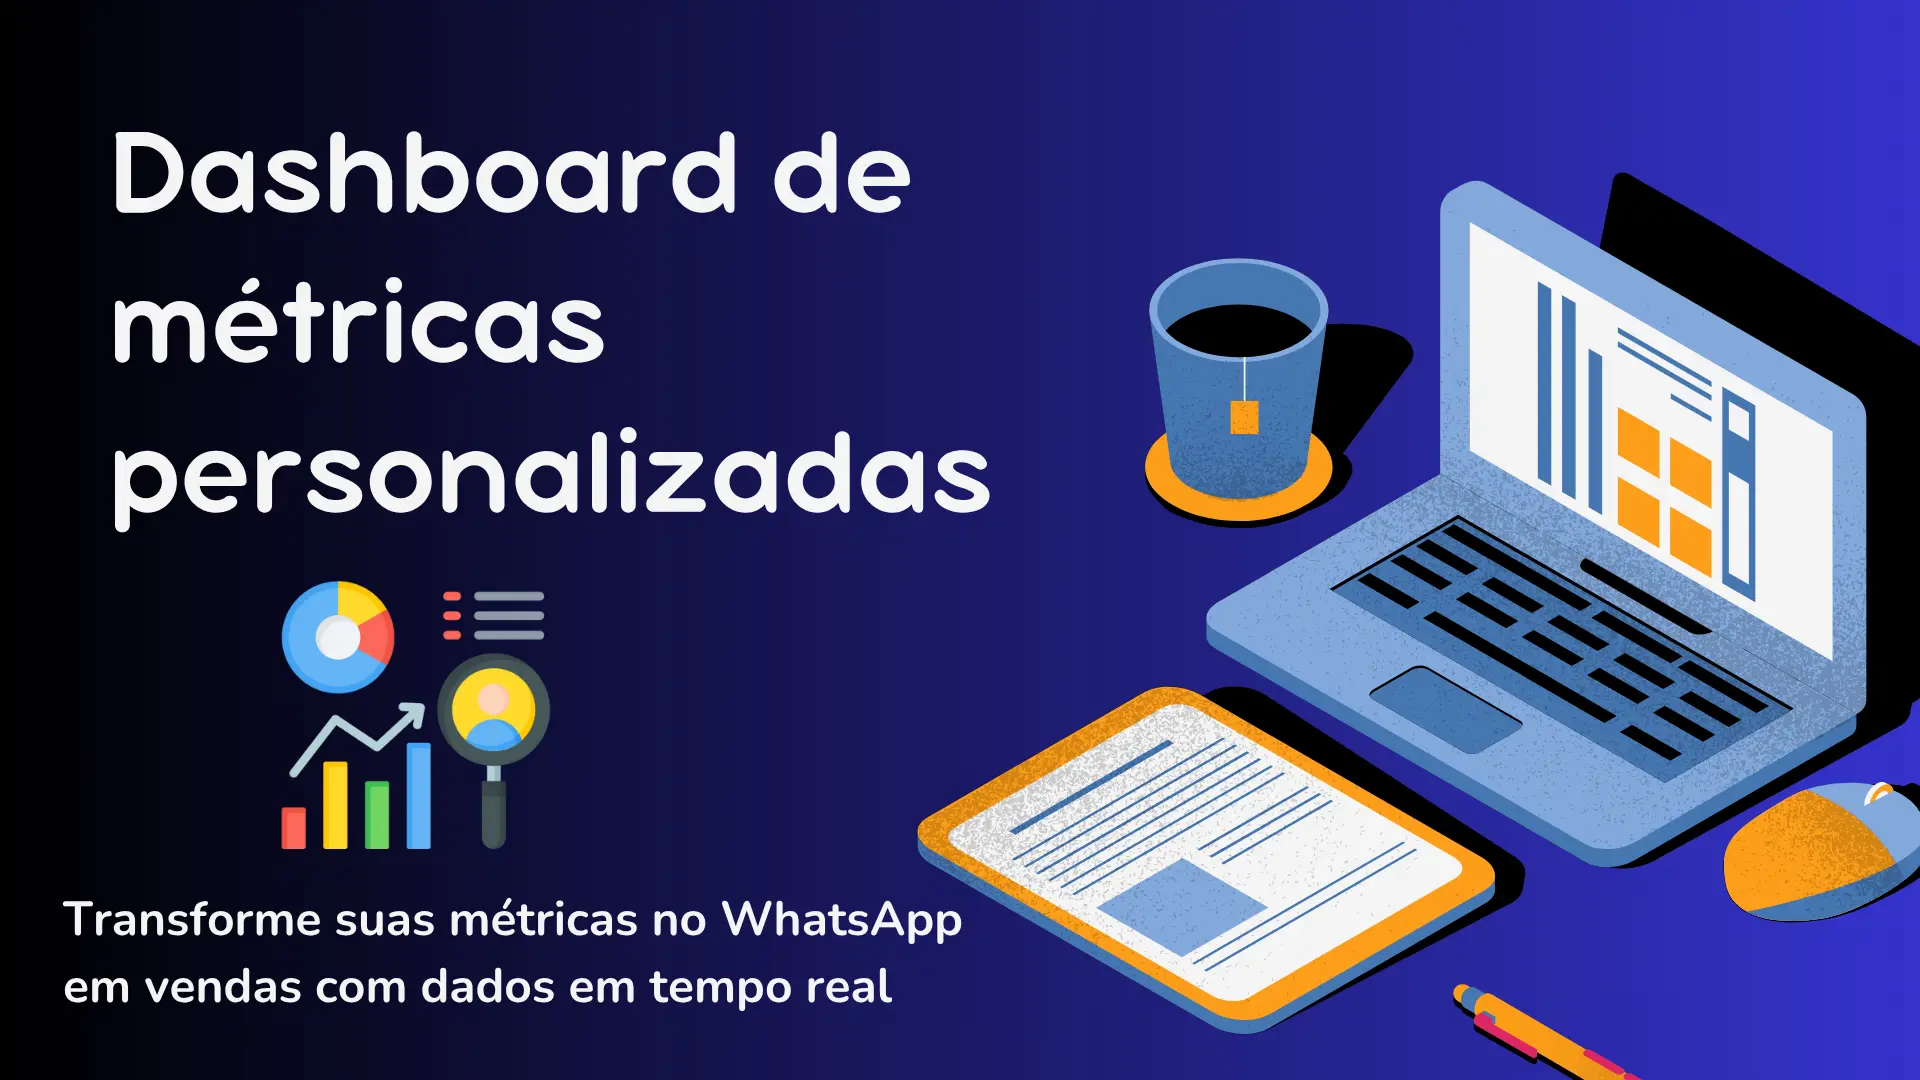 Dashboard de
métricas
personalizadas
Transforme suas métricas no WhatsApp
em vendas com dados em tempo real